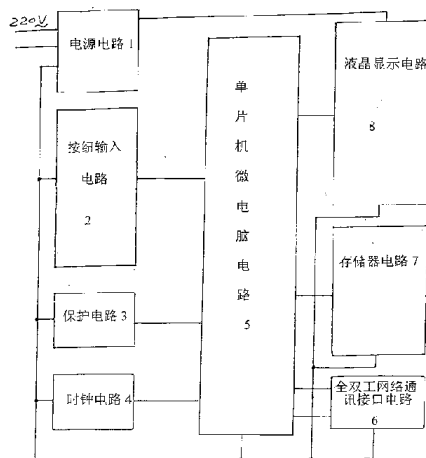 220V
电源电路1
按钮输入
电路
2
保护电路3
时钟电路4
单
片
机
微
电
脑
电
路
5
液晶显示电路
8
存储器电路7
全双工网络通
讯接口电路
6